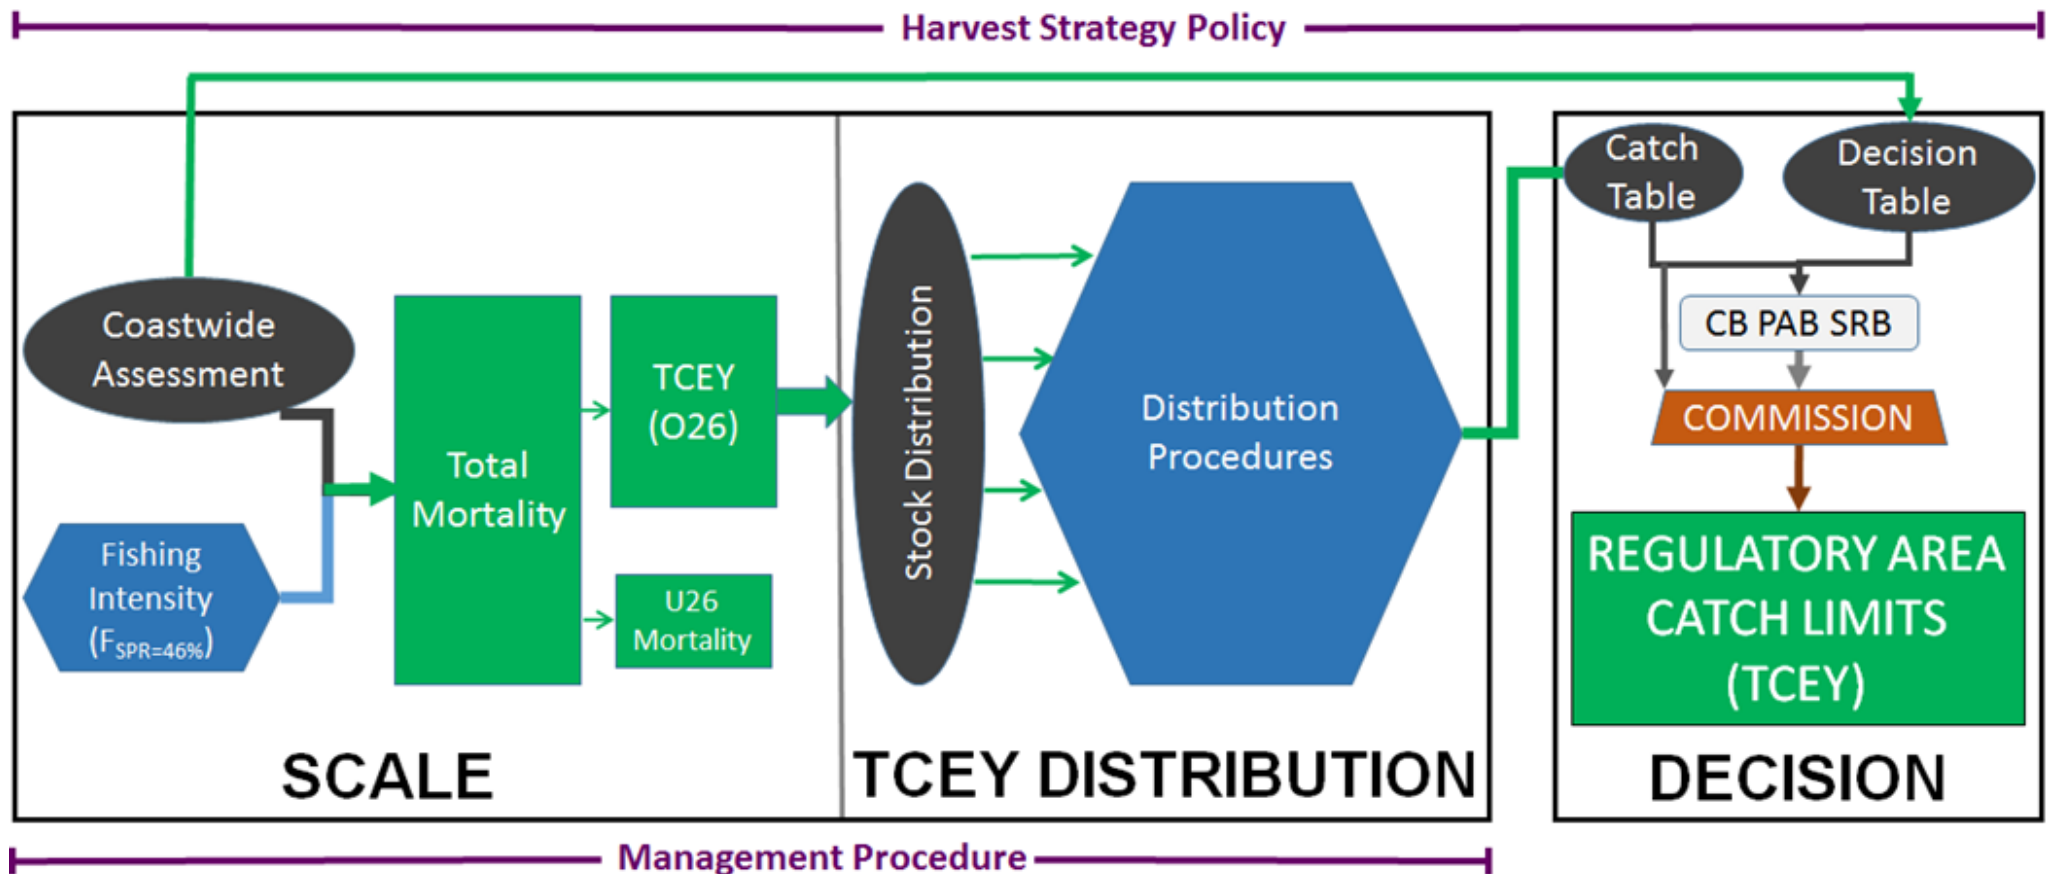 Harvest Strategy Policy
Coastwide
Assessment
Fishing
Intensity
(FSPR=46%)
Total
Mortality
TCEY
(O26)
U26
Mortality
SCALE
Stock Distribution
Distribution
Procedures
TCEY DISTRIBUTION
Catch
Table
Decision
Table
CB PAB SRB
COMMISSION
REGULATORY AREA
CATCH LIMITS
(TCEY)
DECISION
Management Procedure